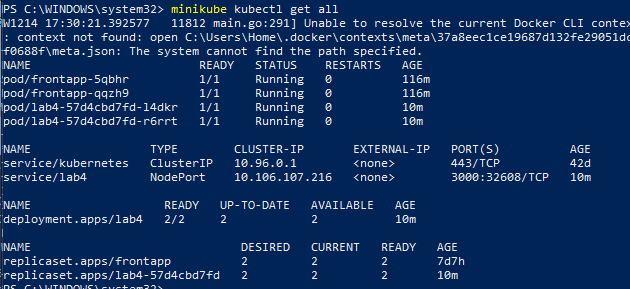 PS C:\WINDOWS\system32> minikube kubectl get all
W1214 17:30:21.392577   11812 main.go:291] Unable to resolve the current Docker CLI contex
: context not found: open C:\Users\Home\.docker\contexts\meta\37a8eec1ce19687d132fe29051dc
f0688f\meta.json: The system cannot find the path specified.
NAME                        READY   STATUS    RESTARTS   AGE
pod/frontapp-5qbhr          1/1     Running   0          116m
pod/frontapp-qqzh9          1/1     Running   0          116m
pod/lab4-57d4cbd7fd-l4dkr   1/1     Running   0          10m
pod/lab4-57d4cbd7fd-r6rrt   1/1     Running   0          10m
NAME                 TYPE        CLUSTER-IP       EXTERNAL-IP   PORT(S)          AGE
service/kubernetes   ClusterIP   10.96.0.1        <none>        443/TCP          42d
service/lab4         NodePort    10.106.107.216   <none>        3000:32608/TCP   10m
NAME                   READY   UP-TO-DATE   AVAILABLE   AGE
deployment.apps/lab4   2/2     2            2           10m
NAME                              DESIRED   CURRENT   READY   AGE
replicaset.apps/frontapp          2         2         2       7d7h
replicaset.apps/lab4-57d4cbd7fd   2         2         2       10m
PS C:\WINDOWS\system32>